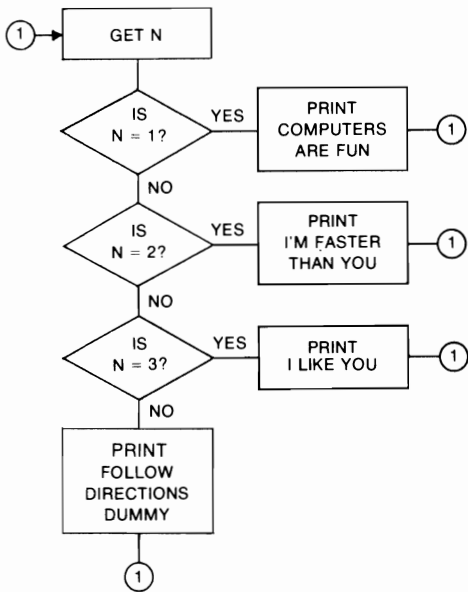 1
GET N
IS
N = 1?
YES
PRINT
COMPUTERS
ARE FUN
1
NO
IS
N = 2?
YES
PRINT
I'M FASTER
THAN YOU
1
NO
IS
N = 3?
YES
PRINT
I LIKE YOU
1
NO
PRINT
FOLLOW
DIRECTIONS
DUMMY
1